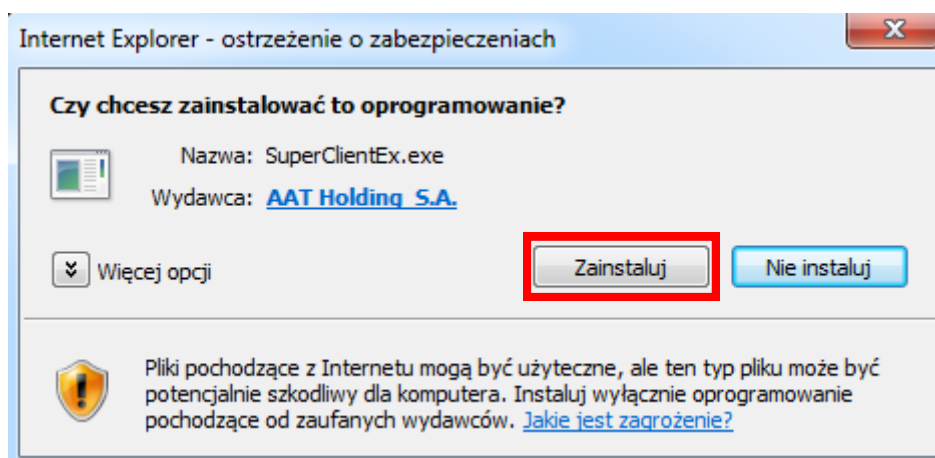 Internet Explorer - ostrzeżenie o zabezpieczeniach
Czy chcesz zainstalować to oprogramowanie?
Nazwa: SuperClientEx.exe
Wydawca: AAT Holding S.A.
Więcej opcji
Zainstaluj
Nie instaluj
Pliki pochodzące z Internetu mogą być użyteczne, ale ten typ pliku może być
potencjalnie szkodliwy dla komputera. Instaluj wyłącznie oprogramowanie
pochodzące od zaufanych wydawców. Jakie jest zagrożenie?